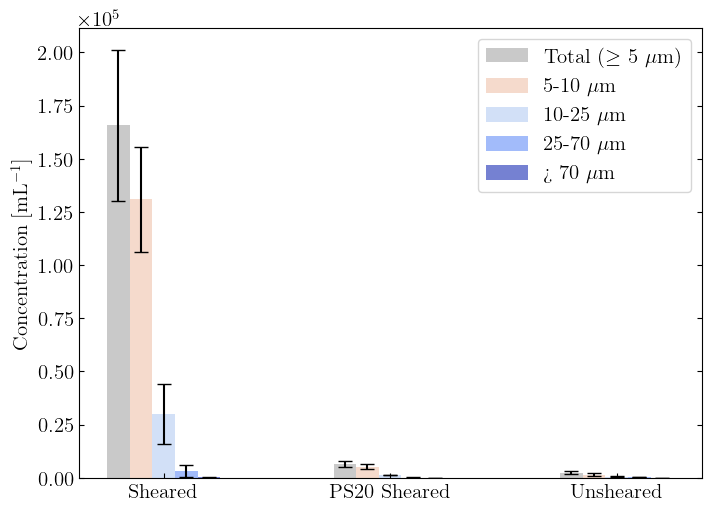 ×10⁵
2.00
1.75
1.50
1.25
1.00
0.75
0.50
0.25
0.00
Concentration [mL⁻¹]
Total (≥ 5 μm)
5-10 μm
10-25 μm
25-70 μm
¿ 70 μm
Sheared
PS20 Sheared
Unsheared